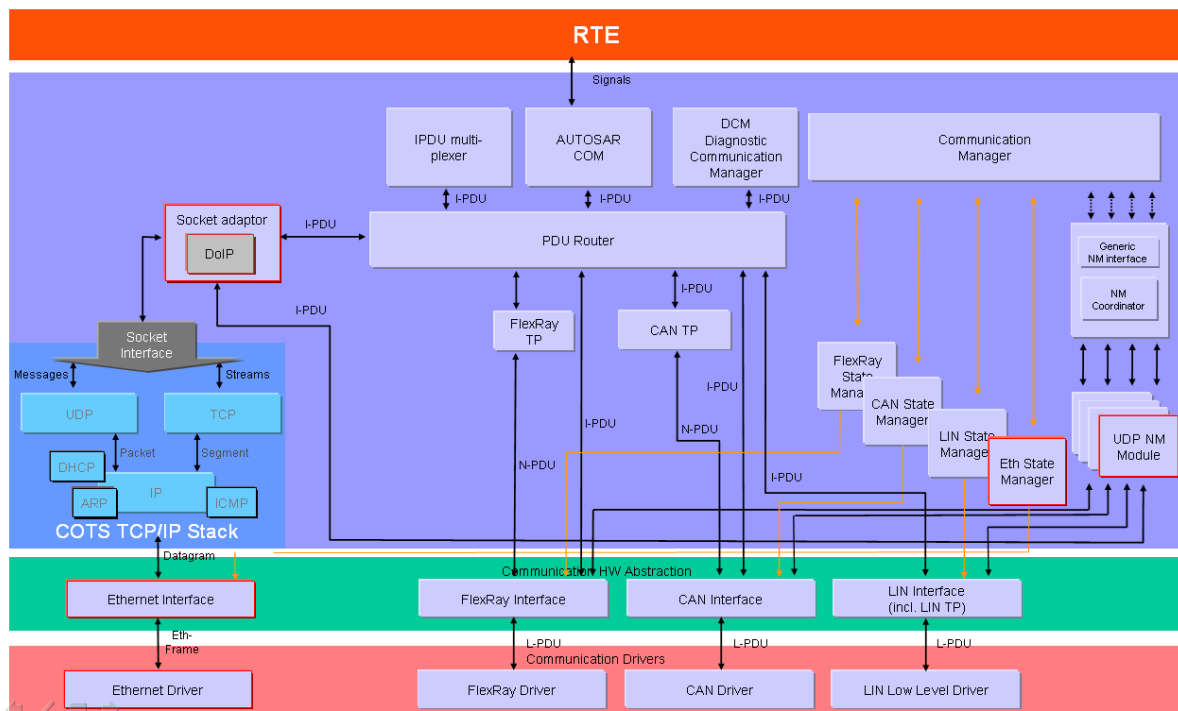 RTE
Signals
IPDU multi-
plexer
AUTOSAR
COM
DCM
Diagnostic
Communication
Manager
Communication
Manager
I-PDU
I-PDU
I-PDU
Socket adaptor
DoIP
I-PDU
PDU Router
Generic
NM interface
NM
Coordinator
I-PDU
I-PDU
FlexRay
TP
CAN TP
Socket
Interface
Messages
Streams
FlexRay
State
Manag
I-PDU
UDP
TCP
CAN State
Manager
I-PDU
N-PDU
LIN State
Manage
UDP NM
Module
Packet
Segment
DHCP
N-PDU
Eth State
Manager
I-PDU
IP
ARP
ICMP
COTS TCP/IP Stack
Datagram
Communication HW Abstraction
Ethernet Interface
FlexRay Interface
CAN Interface
LIN Interface
(incl. LIN TP)
Eth-
Frame
L-PDU
L-PDU
L-PDU
Communication Drivers
Ethernet Driver
FlexRay Driver
CAN Driver
LIN Low Level Driver